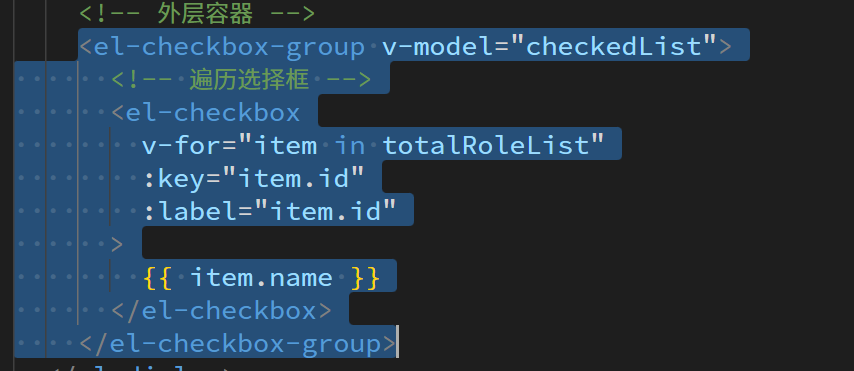 <!-- 外层容器 -->
<el-checkbox-group v-model="checkedList">
<!-- 遍历选择框 -->
<el-checkbox
v-for="item in totalRoleList"
:key="item.id"
:label="item.id"
>
{{ item.name }}
</el-checkbox>
</el-checkbox-group>